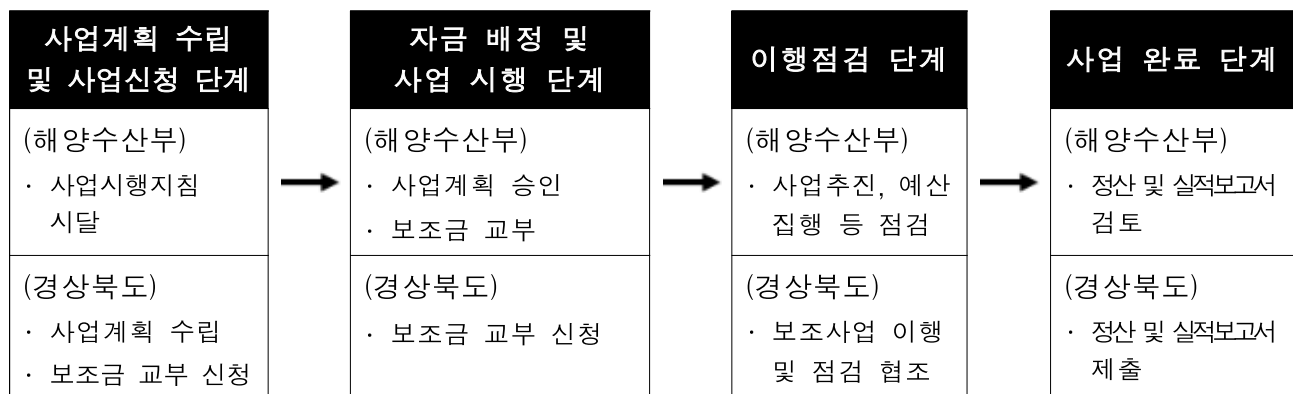 사업계획 수립
및 사업신청 단계
(해양수산부)
· 사업시행지침
시달
(경상북도)
· 사업계획 수립
· 보조금 교부 신청
자금 배정 및
사업 시행 단계
(해양수산부)
· 사업계획 승인
· 보조금 교부
(경상북도)
· 보조금 교부 신청
이행점검 단계
(해양수산부)
· 사업추진, 예산
집행 등 점검
(경상북도)
· 보조사업 이행
및 점검 협조
사업 완료 단계
(해양수산부)
· 정산 및 실적보고서
검토
(경상북도)
· 정산 및 실적보고서
제출